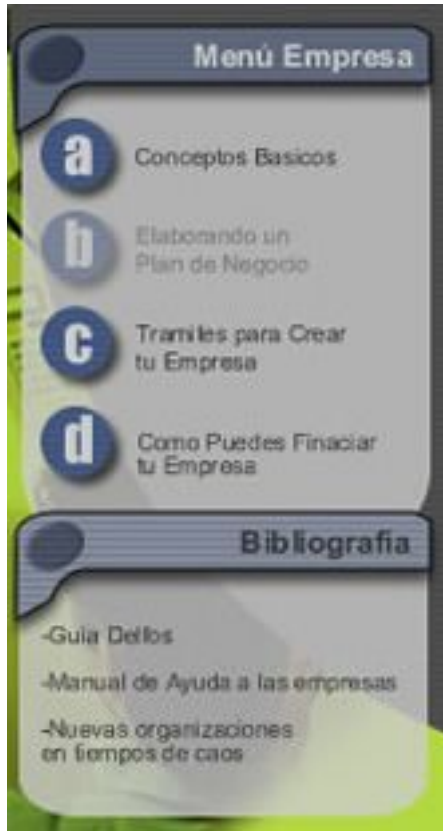 Menú Empresa
a
Conceptos Basicos
b
Elaborando un
Plan de Negocio
c
Tramites para Crear
tu Empresa
d
Como Puedes Finaciar
tu Empresa
Bibliografia
-Guia Dellos
-Manual de Ayuda a las empresas
-Nuevas organizaciones
en tiempos de caos